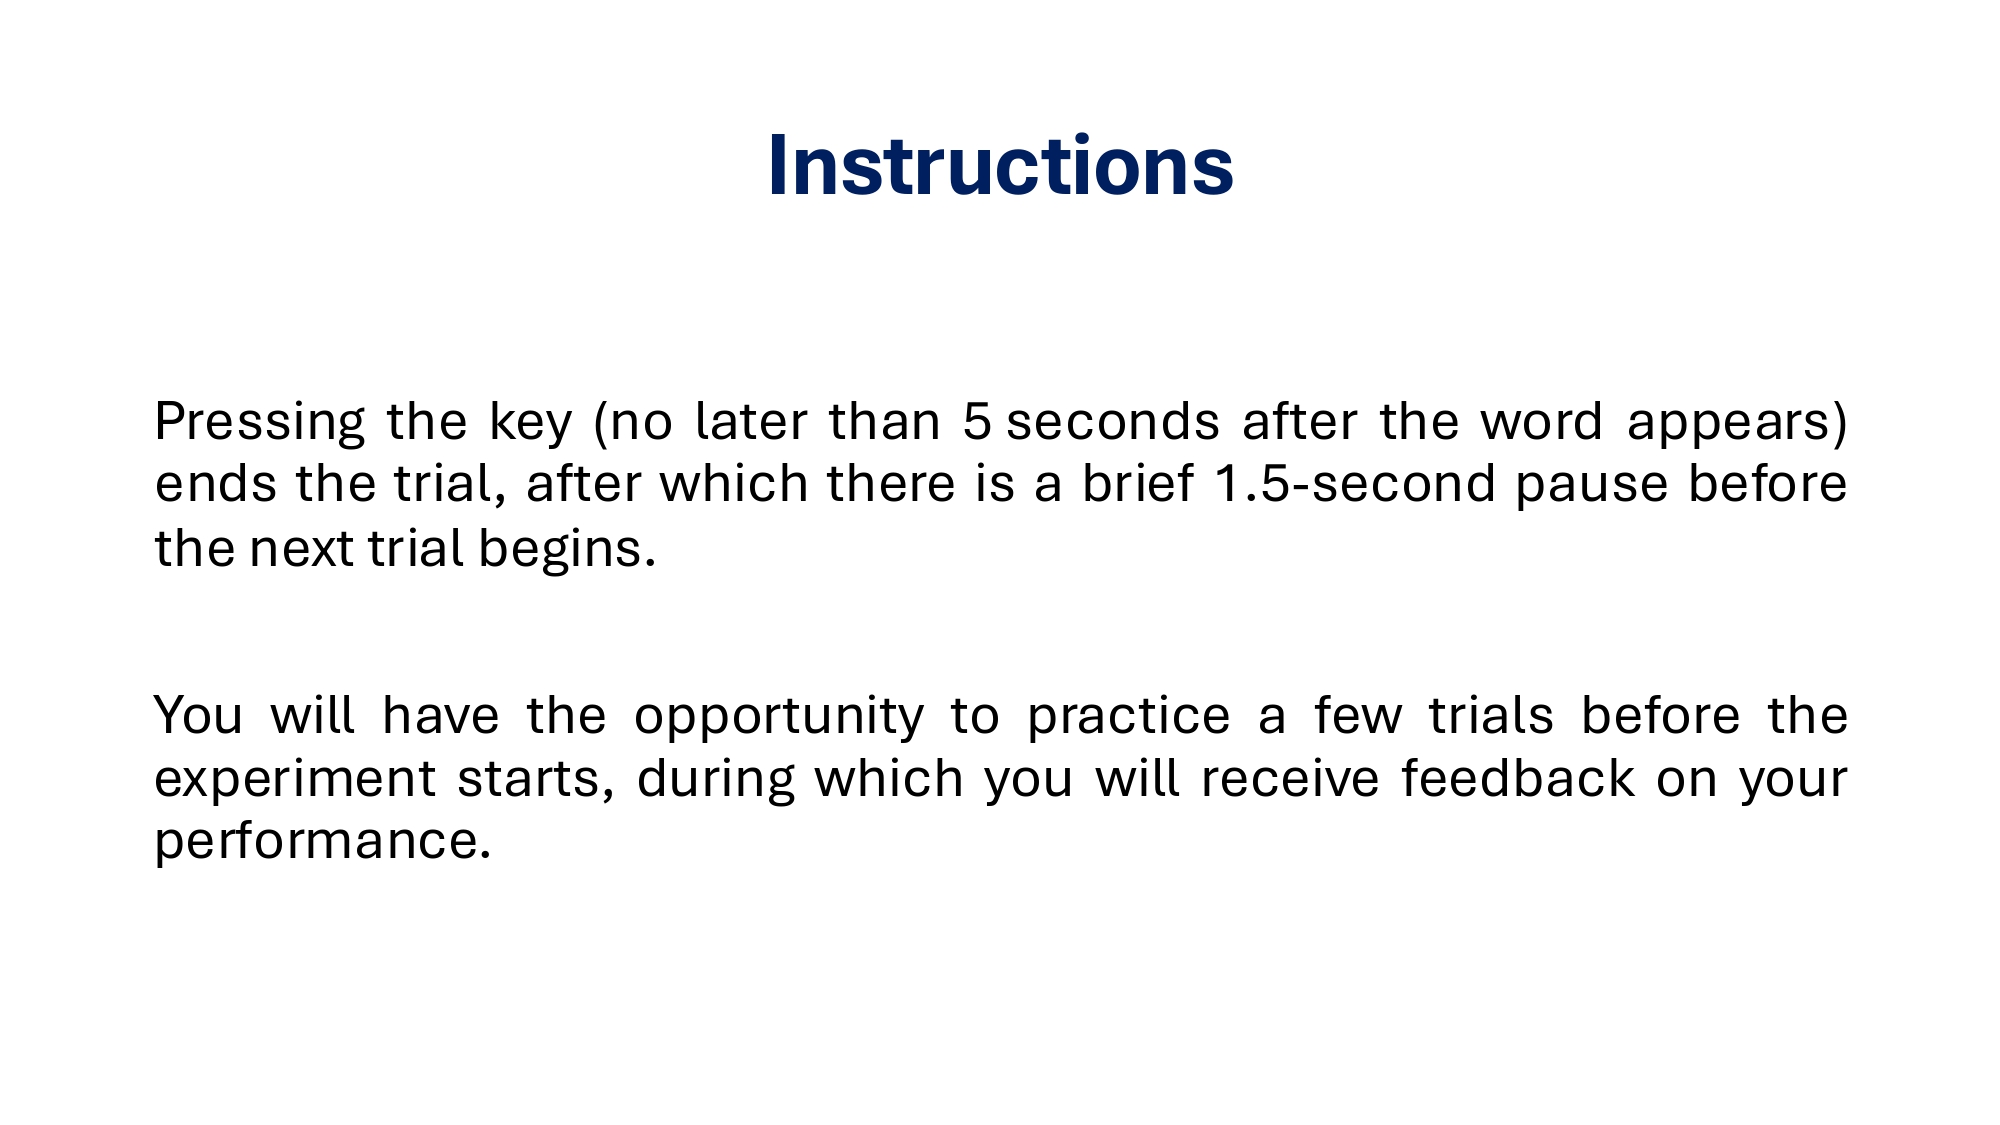 Instructions
Pressing the key (no later than 5 seconds after the word appears)
ends the trial, after which there is a brief 1.5-second pause before
the next trial begins.
You will have the opportunity to practice a few trials before the
experiment starts, during which you will receive feedback on your
performance.